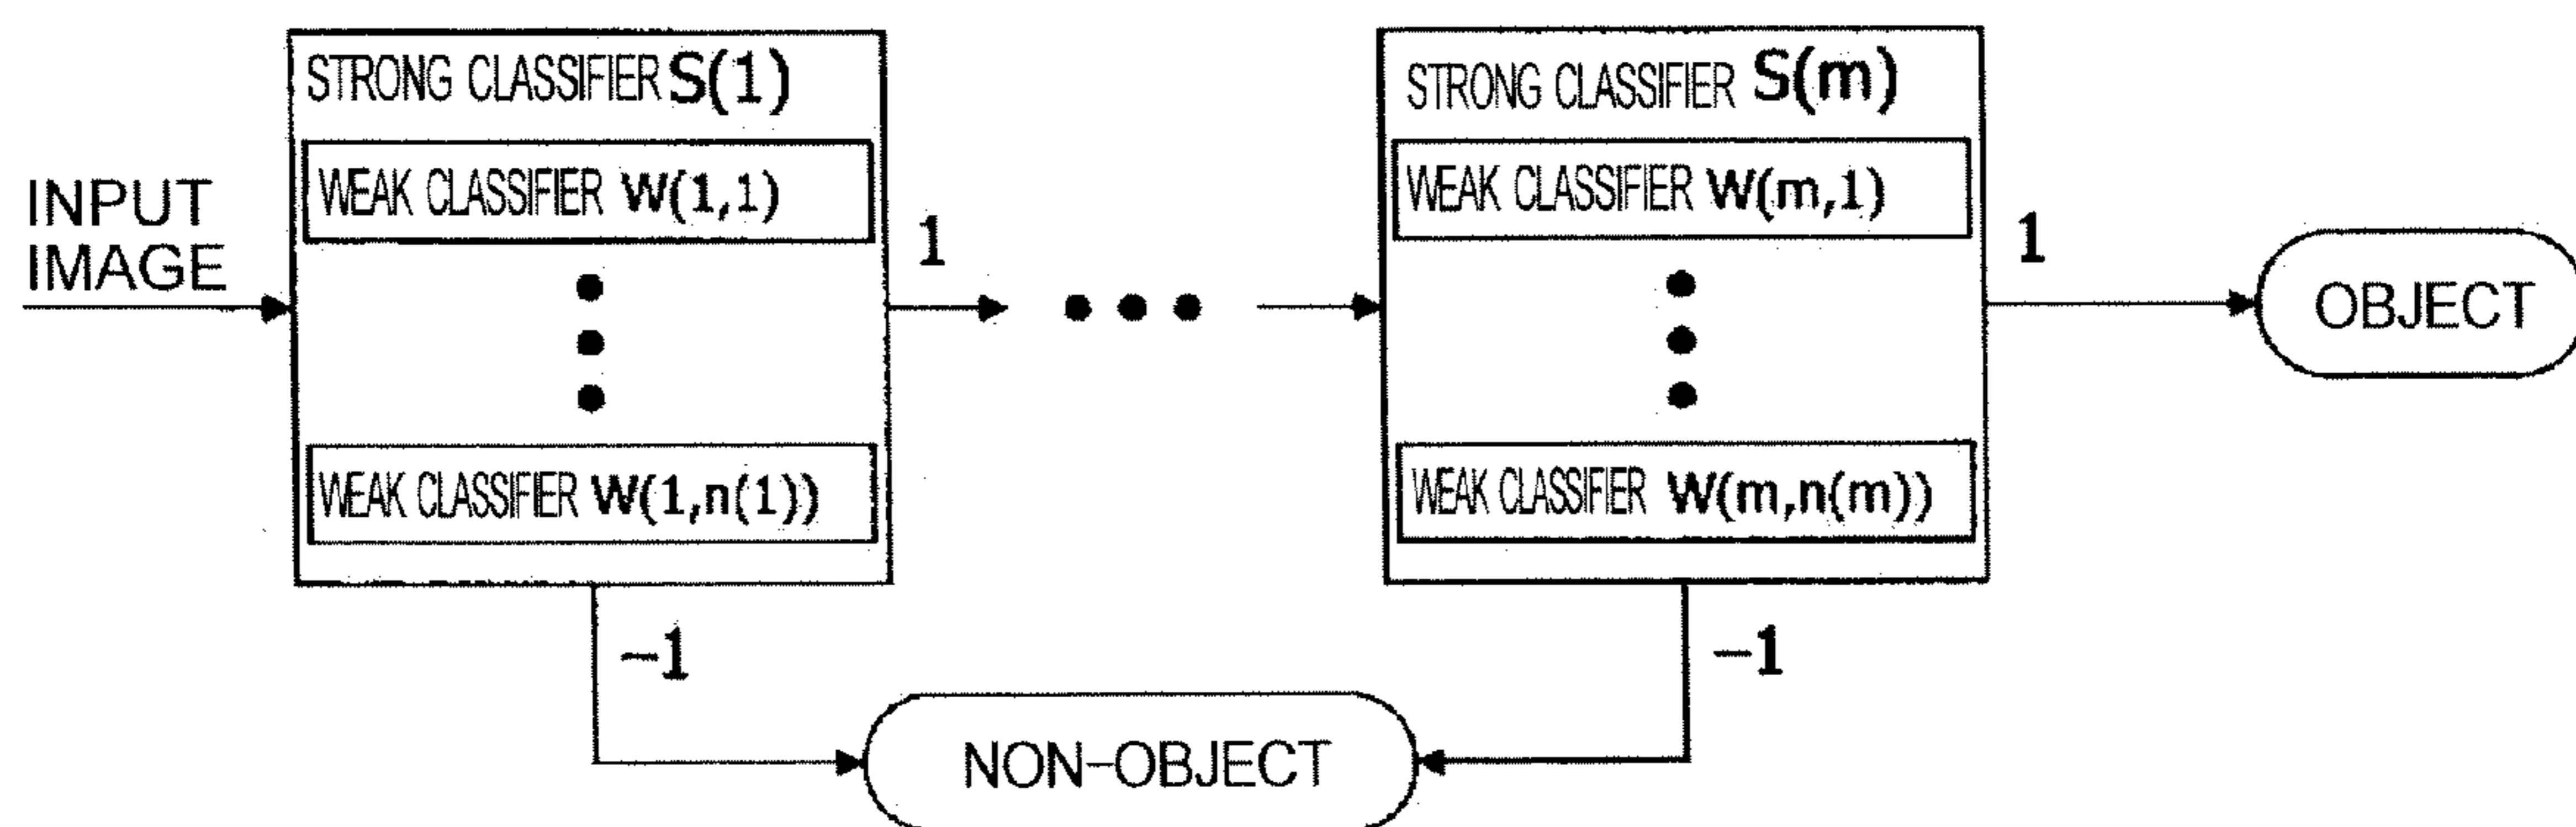 INPUT
IMAGE
STRONG CLASSIFIER S(1)
WEAK CLASSIFIER W(1,1)
WEAK CLASSIFIER W(1,n(1))
1
-1
STRONG CLASSIFIER S(m)
WEAK CLASSIFIER W(m,1)
WEAK CLASSIFIER W(m,n(m))
1
-1
OBJECT
NON-OBJECT